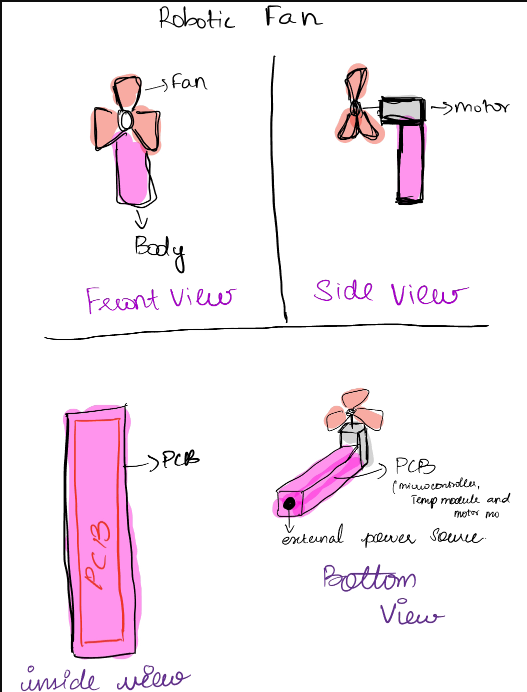 Robotic Fan
Fan
motor
Body
Front View
Side View
PCB
PCB
PCB
(microcontroller,
Temp module and
motor mo
external power source.
Bottom
View
inside view